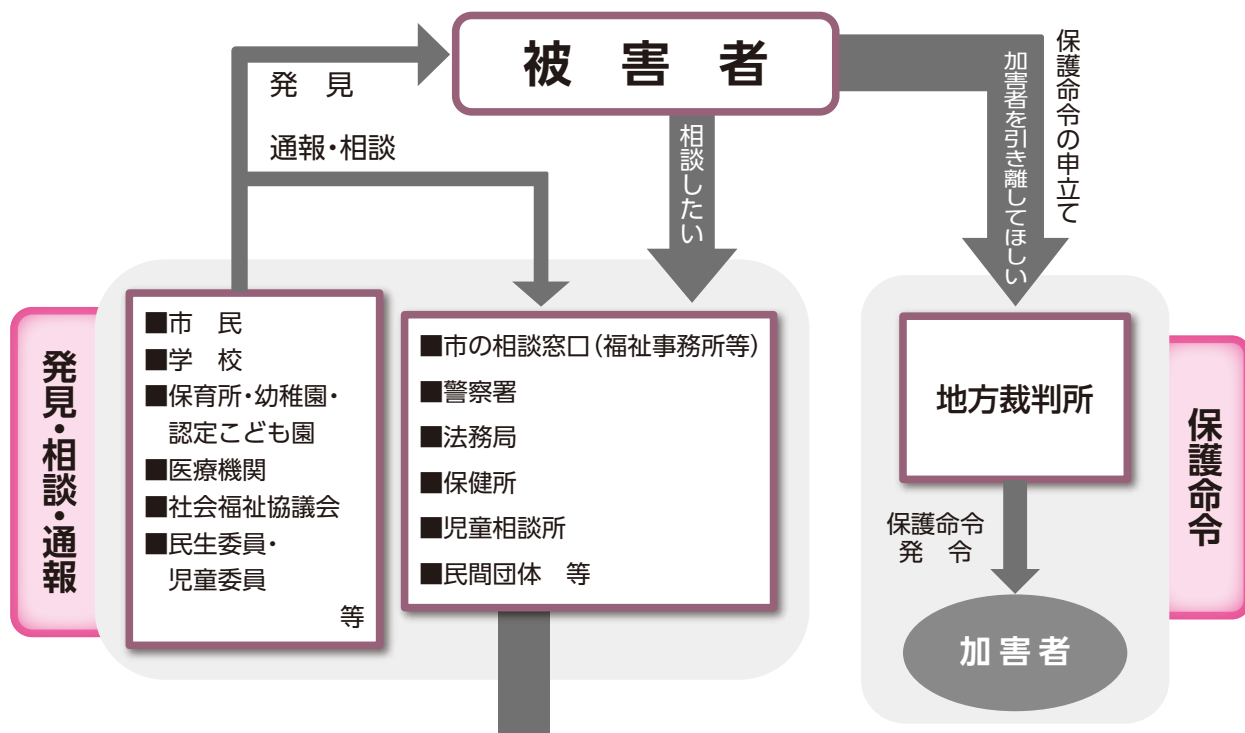 被 害 者
発 見
通報・相談
相談したい
加害者を引き離してほしい
保護命令の申立て
発見・相談・通報
■市　民
■学　校
■保育所・幼稚園・
認定こども園
■医療機関
■社会福祉協議会
■民生委員・
児童委員
等
■市の相談窓口（福祉事務所等）
■警察署
■法務局
■保健所
■児童相談所
■民間団体　等
地方裁判所
保護命令
発　令
加害者
保護命令